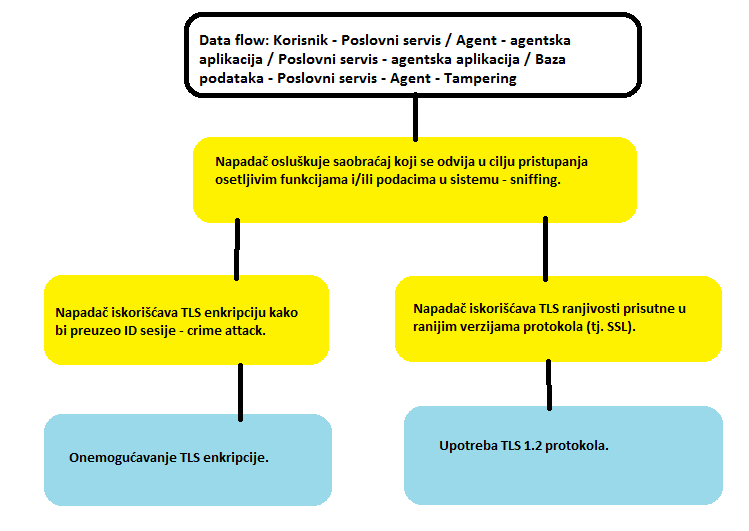 Data flow: Korisnik - Poslovni servis / Agent - agentska
aplikacija / Poslovni servis - agentska aplikacija / Baza
podataka - Poslovni servis - Agent - Tampering
Napadač osluškuje saobraćaj koji se odvija u cilju pristupanja
osetljivim funkcijama i/ili podacima u sistemu - sniffing.
Napadač iskorišćava TLS enkripciju kako
bi preuzeo ID sesije - crime attack.
Napadač iskorišćava TLS ranjivosti prisutne u
ranijim verzijama protokola (tj. SSL).
Onemogućavanje TLS enkripcije.
Upotreba TLS 1.2 protokola.